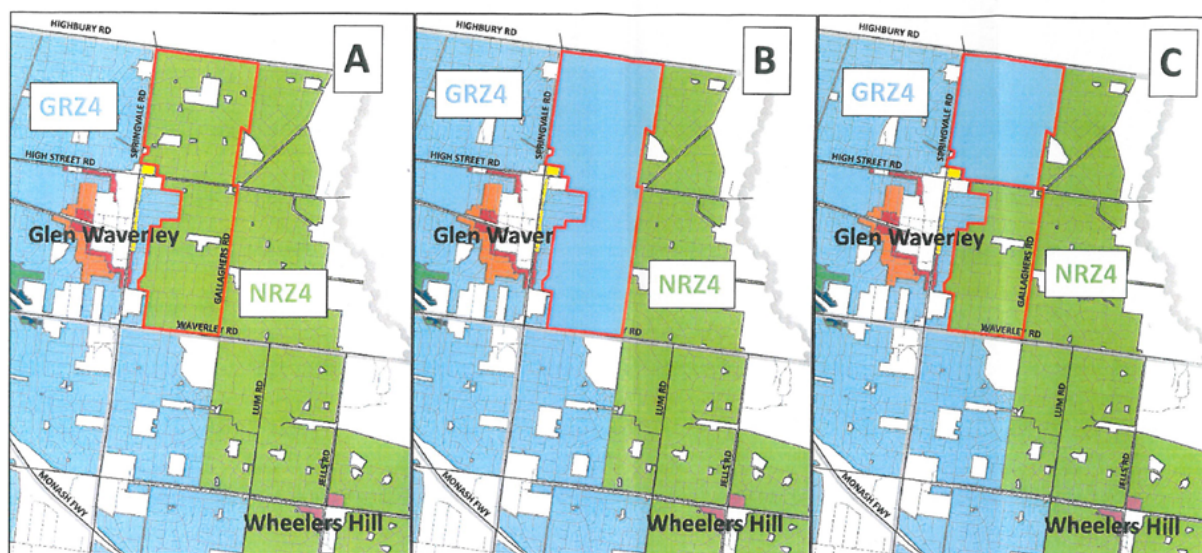 HIGHBURY RD
A
GRZ4
SPRINGVALE RD
HIGH STREET RD
Glen Waverley
GALLAGHERS RD
NRZ4
WAVERLEY RD
LUM RD
JELLS RD
MONASH FWY
Wheelers Hill
HIGHBURY RD
B
GRZ4
SPRINGVALE RD
HIGH STREET RD
Glen Waver
NRZ4
Y RD
LUM RD
JELLS RD
MONASH FWY
Wheelers Hill
HIGHBURY RD
C
GRZ4
SPRINGVALE RD
HIGH STREET RD
Glen Waverley
GALLAGHERS RD
NRZ4
WAVERLEY RD
LUM RD
JELLS RD
MONASH FWY
Wheelers Hill